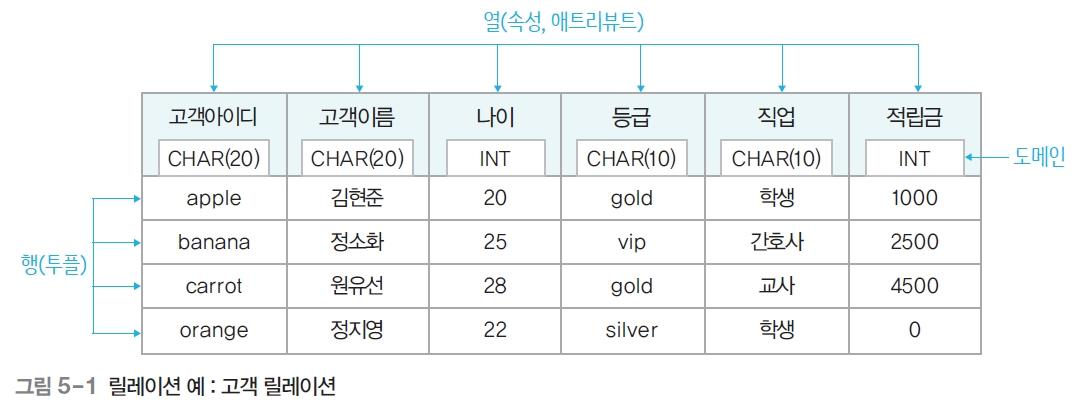 열(속성, 애트리뷰트)
고객아이디 고객이름 나이 등급 직업 적립금
CHAR(20) CHAR(20) INT CHAR(10) CHAR(10) INT 도메인
apple 김현준 20 gold 학생 1000
banana 정소화 25 vip 간호사 2500
행(투플)
carrot 원유선 28 gold 교사 4500
orange 정지영 22 silver 학생 0
그림 5-1 릴레이션 예 : 고객 릴레이션